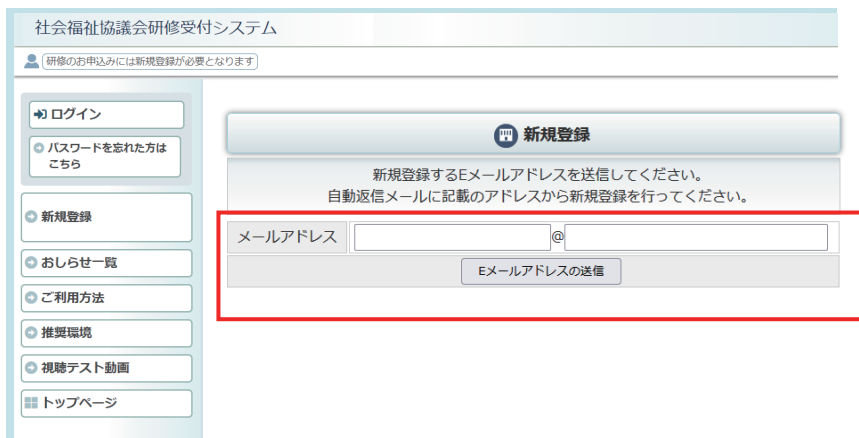 社会福祉協議会研修受付システム
研修のお申込みには新規登録が必要となります
ログイン
パスワードを忘れた方は
こちら
新規登録
おしらせ一覧
ご利用方法
推奨環境
視聴テスト動画
トップページ
新規登録
新規登録するEメールアドレスを送信してください。
自動返信メールに記載のアドレスから新規登録を行ってください。
メールアドレス @
Eメールアドレスの送信